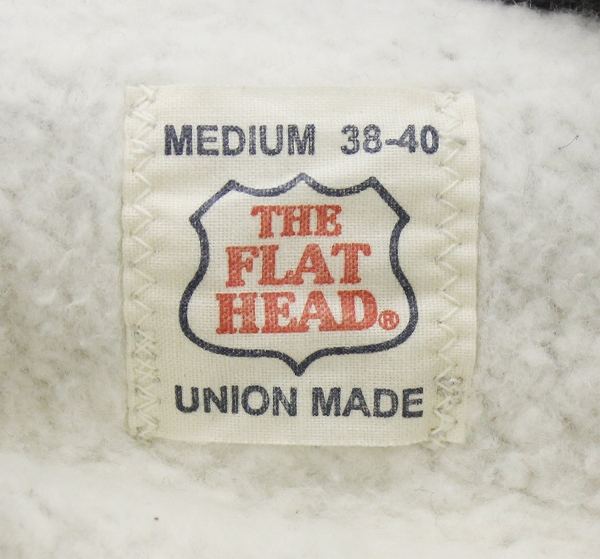 MEDIUM 38-40
THE
FLAT
HEAD®
UNION MADE